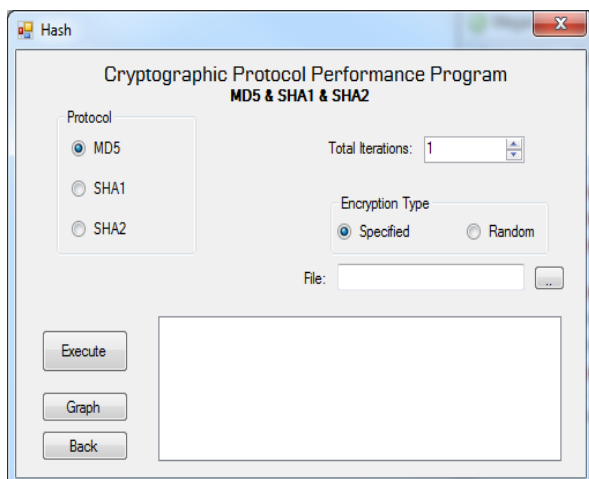 Hash
Cryptographic Protocol Performance Program
MD5 & SHA1 & SHA2
Protocol
MD5
SHA1
SHA2
Total Iterations: 1
Encryption Type
Specified
Random
File:
..
Execute
Graph
Back